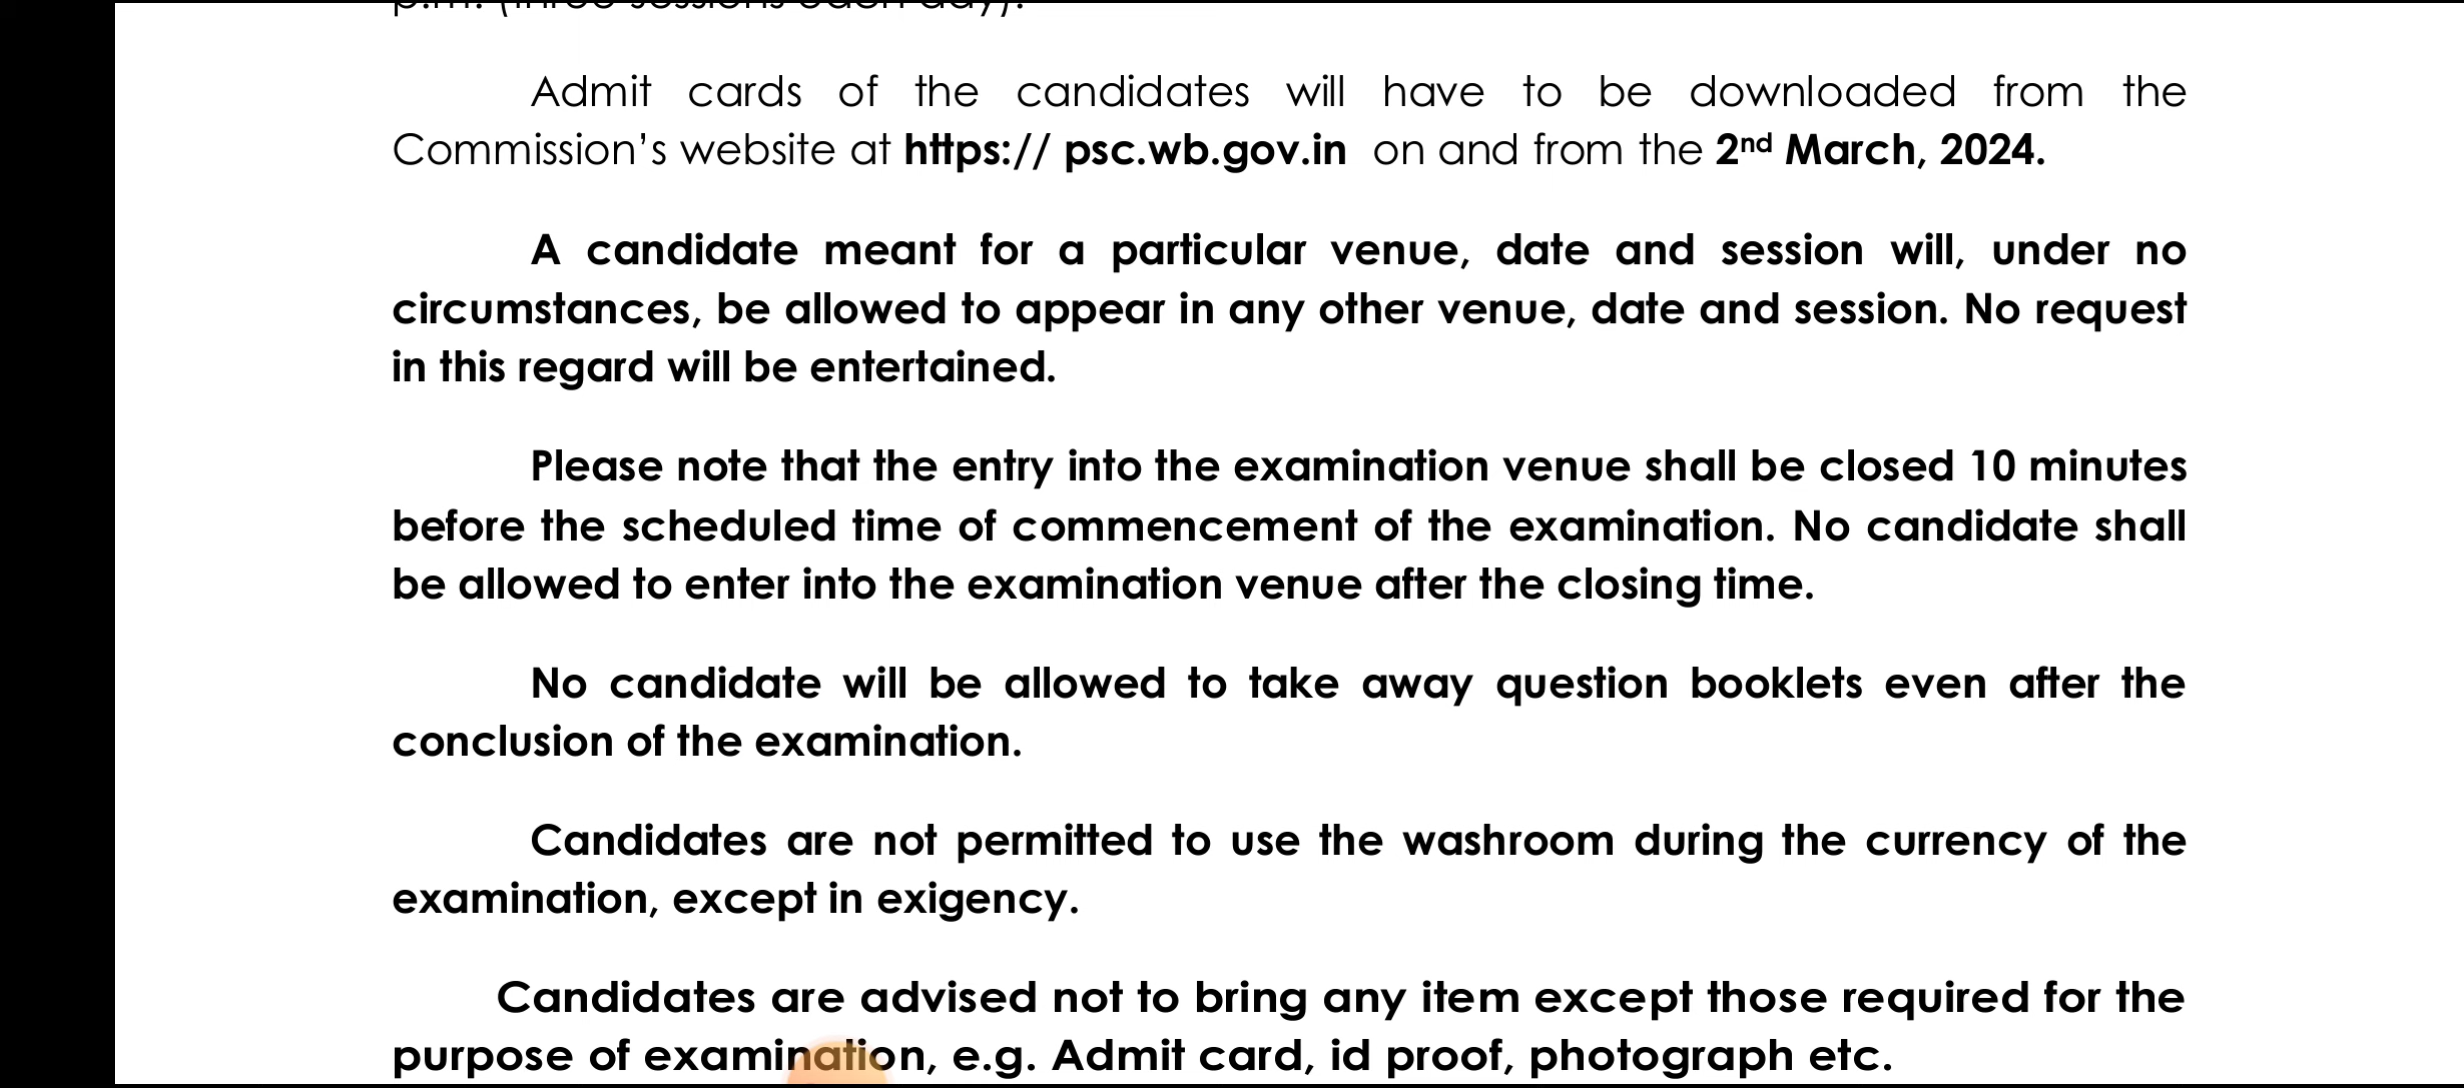 p.m. (three sessions each day).
Admit cards of the candidates will have to be downloaded from the
Commission's website at https:// psc.wb.gov.in on and from the 2nd March, 2024.
A candidate meant for a particular venue, date and session will, under no
circumstances, be allowed to appear in any other venue, date and session. No request
in this regard will be entertained.
Please note that the entry into the examination venue shall be closed 10 minutes
before the scheduled time of commencement of the examination. No candidate shall
be allowed to enter into the examination venue after the closing time.
No candidate will be allowed to take away question booklets even after the
conclusion of the examination.
Candidates are not permitted to use the washroom during the currency of the
examination, except in exigency.
Candidates are advised not to bring any item except those required for the
purpose of examination, e.g. Admit card, id proof, photograph etc.